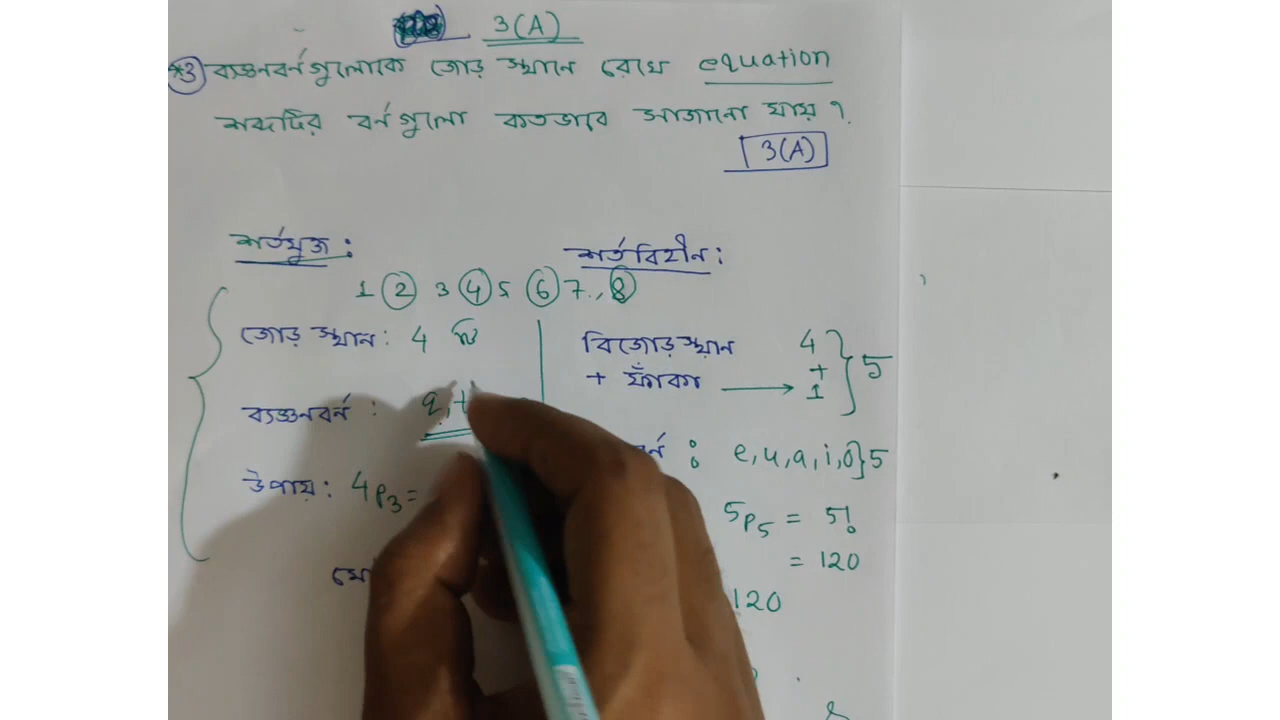 3(A)
*3 ব্যঞ্জনবর্ণগুলোকে জোড় স্থানে রেখে equation
শব্দটির বর্ণগুলো কতভাবে সাজানো যায় ?
3(A)
শর্তযুক্ত : শর্তবিহীন :
1 2 3 4 5 6 7.. 8
জোড় স্থান : 4 টি
বিজোড়স্থান 4
+ ফাঁকা → + 1 } 5
ব্যঞ্জনবর্ণ : q, t
র্ণ : e, u, a, i, o} 5
উপায় : 4P3 =
5P5 = 5!
= 120
মো
120